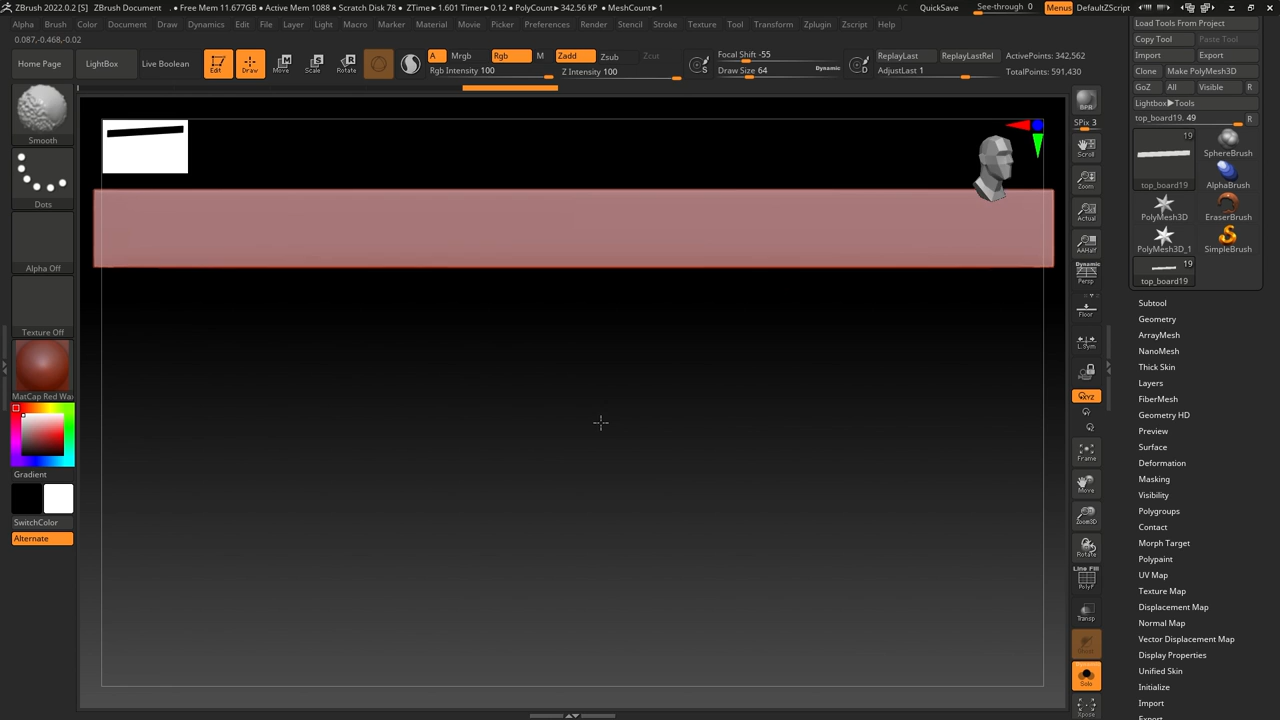 ZBrush 2022.0.2 [S] ZBrush Document . ● Free Mem 11.677GB ● Active Mem 1088 ● Scratch Disk 78 ● ZTime►1.601 Timer►0.12 ● PolyCount►342.56 KP ● MeshCount►1 AC QuickSave See-through 0 Menus DefaultZScript
Alpha Brush Color Document Draw Dynamics Edit File Layer Light Macro Marker Material Movie Picker Preferences Render Stencil Stroke Texture Tool Transform Zplugin Zscript Help
0.087,-0.468,-0.02
Home Page LightBox Live Boolean Edit Draw Move Scale Rotate
A Mrgb Rgb M Zadd Zsub Zcut
Rgb Intensity 100 Z Intensity 100
S Focal Shift -55
Draw Size 64 Dynamic
D ReplayLast ReplayLastRel ActivePoints: 342,562
AdjustLast 1 TotalPoints: 591,430
Load Tools From Project
Copy Tool Paste Tool
Import Export
Clone Make PolyMesh3D
GoZ All Visible R
Lightbox►Tools
top_board19. 49 R
19
top_board19
SphereBrush
AlphaBrush
PolyMesh3D EraserBrush
PolyMesh3D_1 SimpleBrush
19
top_board19
Subtool
Geometry
ArrayMesh
NanoMesh
Thick Skin
Layers
FiberMesh
Geometry HD
Preview
Surface
Deformation
Masking
Visibility
Polygroups
Contact
Morph Target
Polypaint
UV Map
Texture Map
Displacement Map
Normal Map
Vector Displacement Map
Display Properties
Unified Skin
Initialize
Import
Export
Smooth
Dots
Alpha Off
Texture Off
MatCap Red Wa
Gradient
SwitchColor
Alternate
BPR
SPix 3
Scroll
Zoom
Actual
AAHalf
Dynamic
Persp
Floor
L.Sym
XYZ
Frame
Move
Zoom3D
Rotate
Line Fill
PolyF
Transp
Solo
Xpose